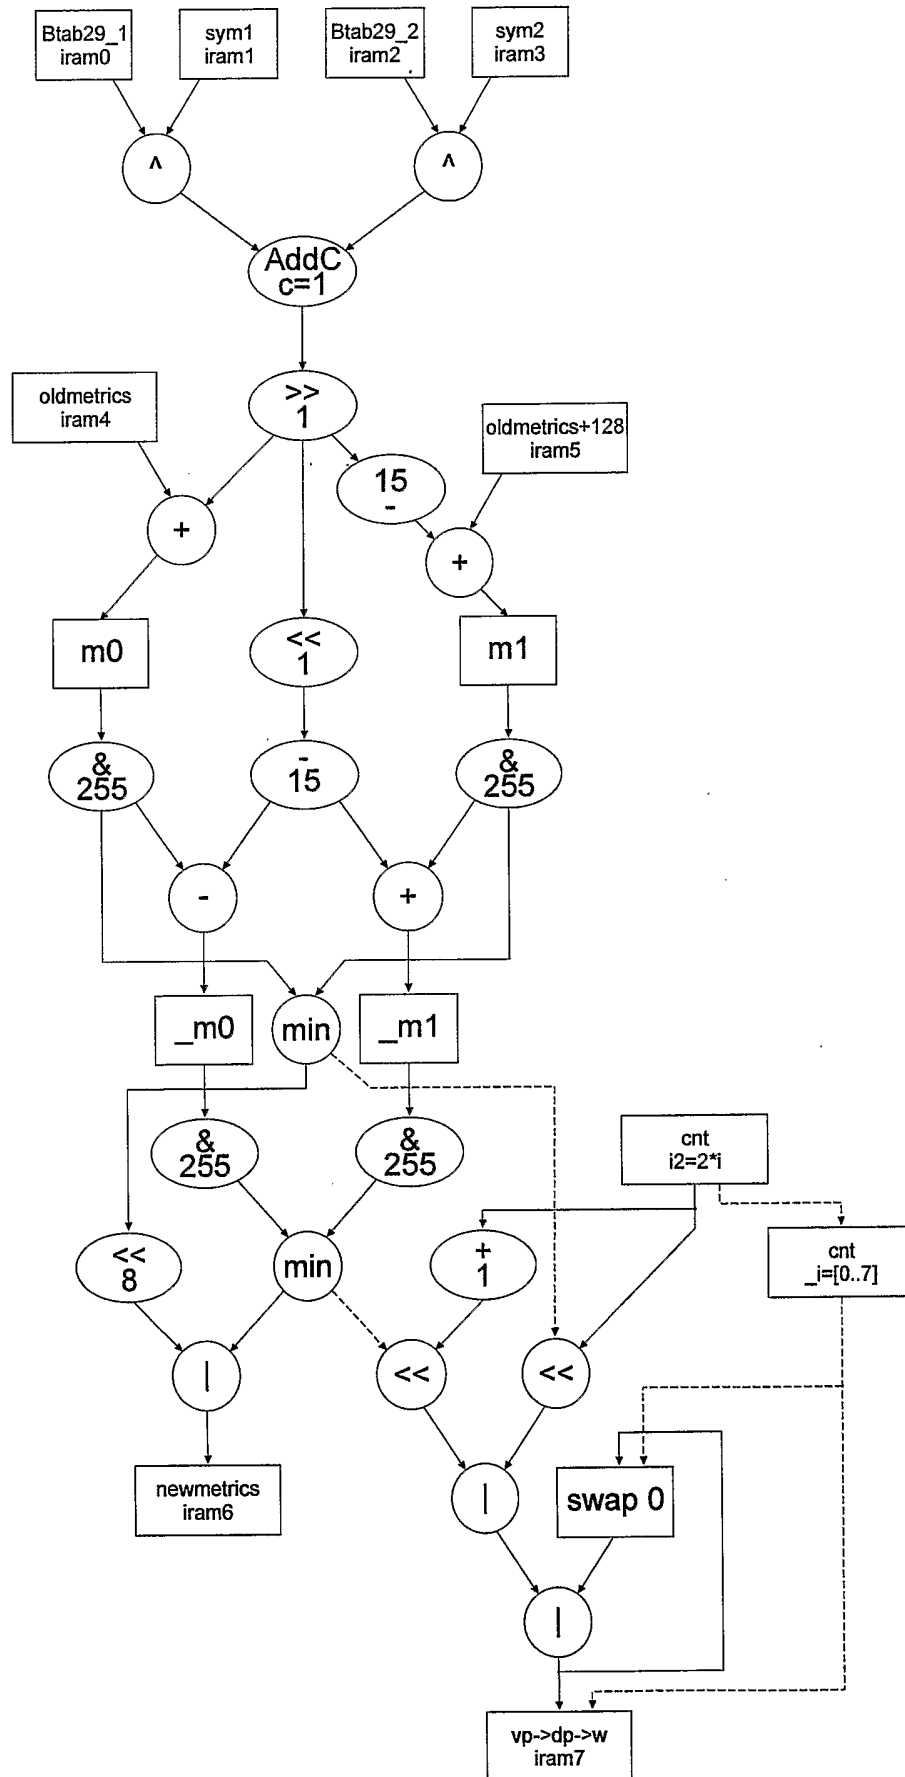 Btab29_1
iram0
sym1
iram1
Btab29_2
iram2
sym2
iram3
^
^
AddC
c=1
>>
1
oldmetrics
iram4
oldmetrics+128
iram5
15
-
+
+
m0
<<
1
m1
&
255
-
15
&
255
-
+
_m0
min
_m1
&
255
&
255
cnt
i2=2*i
<<
8
min
+
1
cnt
_i=[0..7]
|
<<
<<
newmetrics
iram6
|
swap 0
|
vp->dp->w
iram7